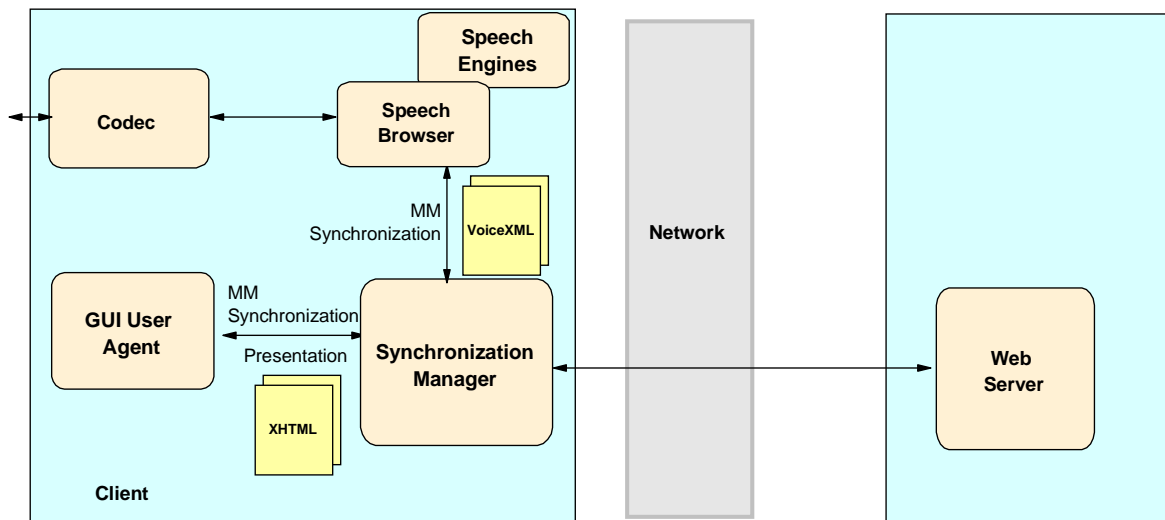 Speech
Engines
Codec
Speech
Browser
MM
Synchronization
VoiceXML
Network
GUI User
Agent
MM
Synchronization
Presentation
XHTML
Synchronization
Manager
Web
Server
Client